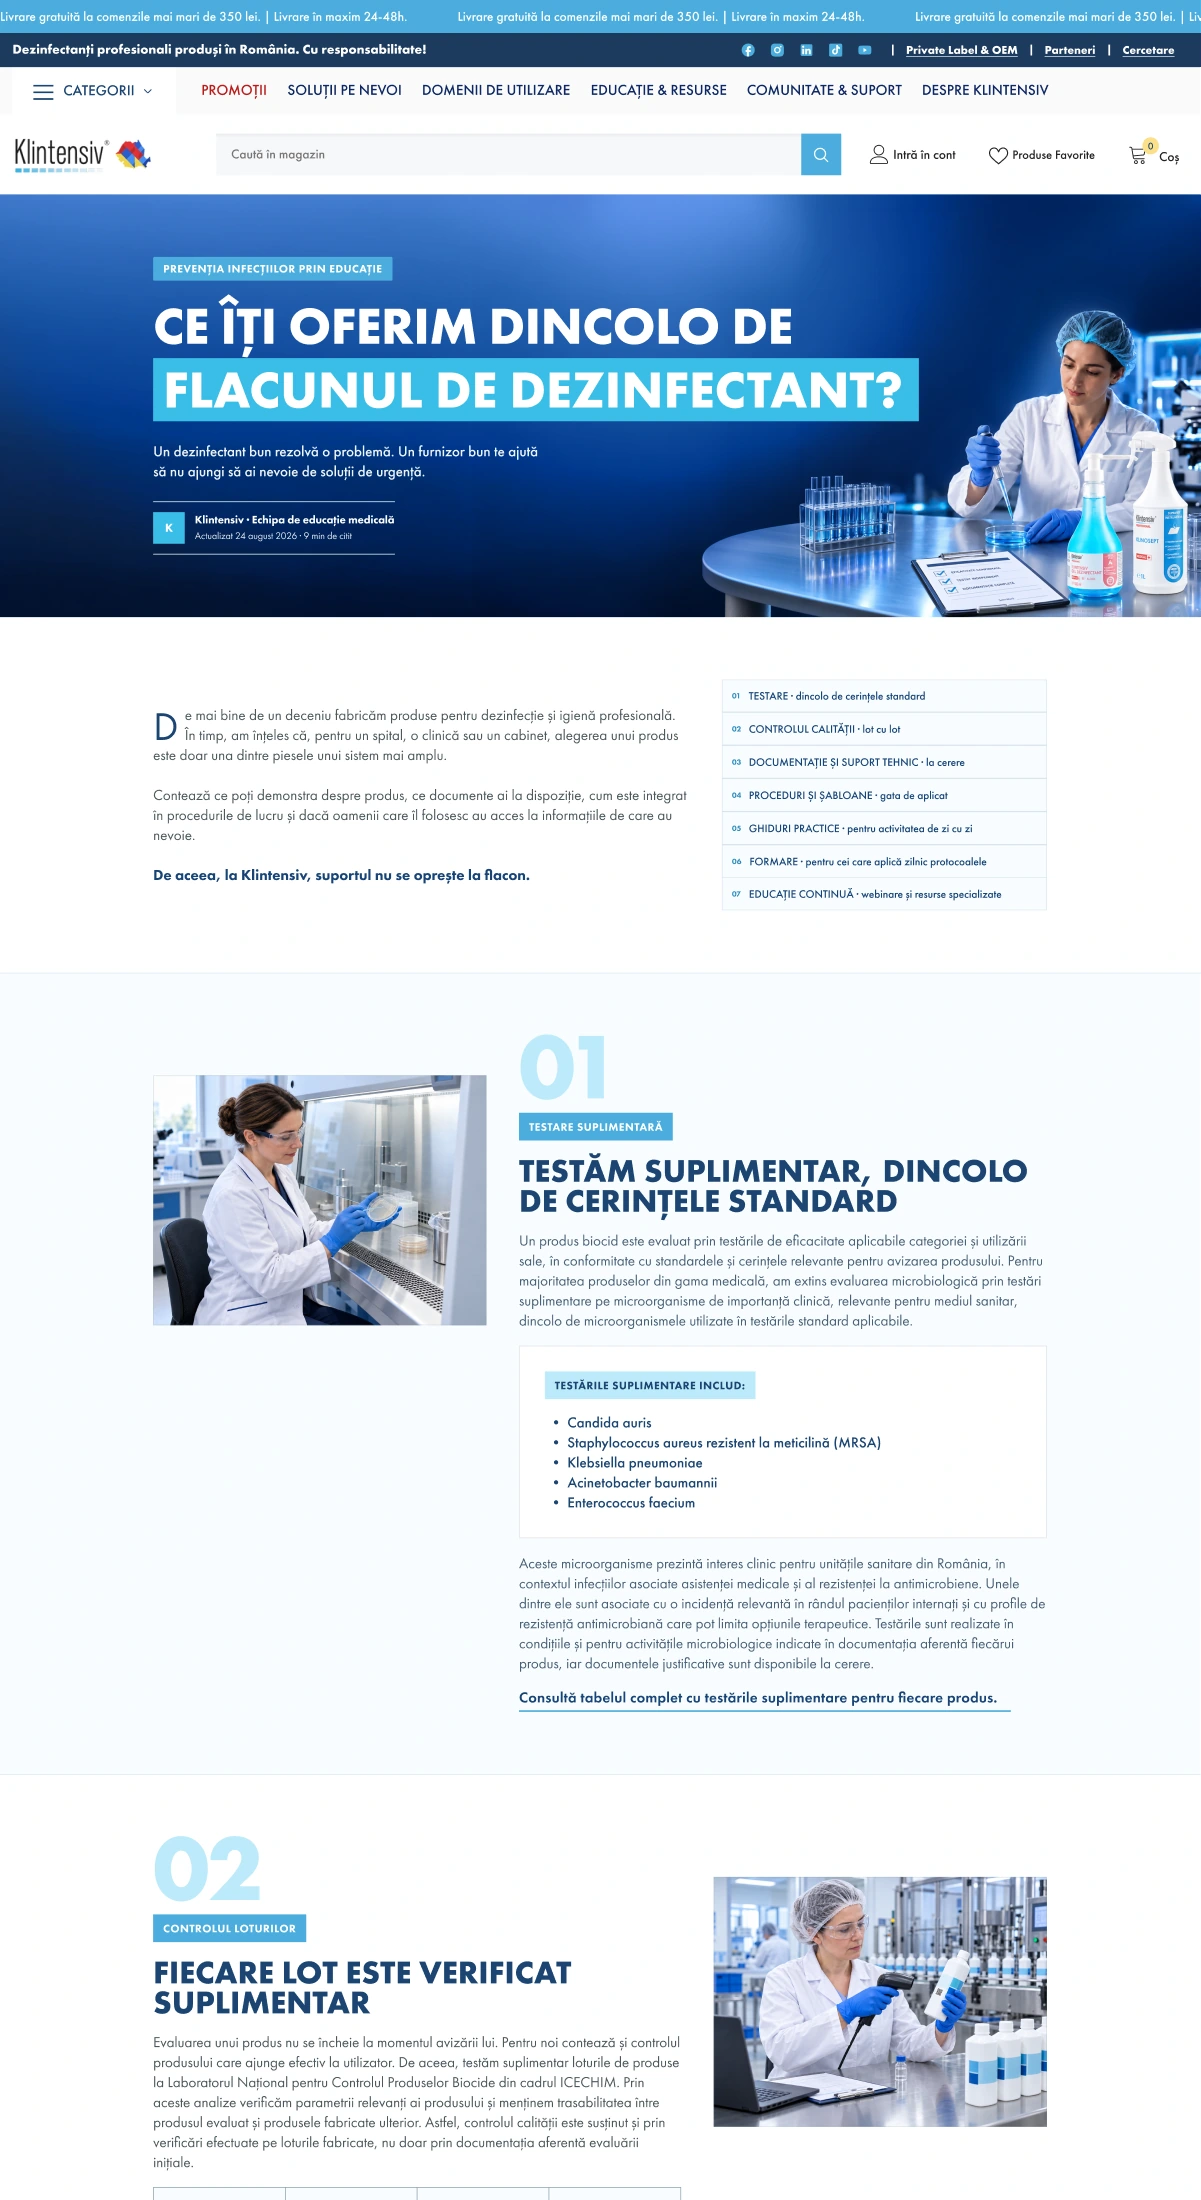 Livrare gratuită la comenzile mai mari de 350 lei. | Livrare în maxim 24-48h.
Livrare gratuită la comenzile mai mari de 350 lei. | Livrare în maxim 24-48h.
Livrare gratuită la comenzile mai mari de 350 lei. | Liv
Dezinfectanți profesionali produși în România. Cu responsabilitate!
| Private Label & OEM | Parteneri | Cercetare
CATEGORII
PROMOȚII
SOLUȚII PE NEVOI
DOMENII DE UTILIZARE
EDUCAȚIE & RESURSE
COMUNITATE & SUPORT
DESPRE KLINTENSIV
Klintensiv®
Caută în magazin
Intră în cont
Produse Favorite
0
Coș
PREVENȚIA INFECȚIILOR PRIN EDUCAȚIE
CE ÎȚI OFERIM DINCOLO DE
FLACUNUL DE DEZINFECTANT?
Un dezinfectant bun rezolvă o problemă. Un furnizor bun te ajută
să nu ajungi să ai nevoie de soluții de urgență.
K
Klintensiv · Echipa de educație medicală
Actualizat 24 august 2026 · 9 min de citit
Klintensiv
KLINOSEPT
1L
De mai bine de un deceniu fabricăm produse pentru dezinfecție și igienă profesională.
În timp, am înțeles că, pentru un spital, o clinică sau un cabinet, alegerea unui produs
este doar una dintre piesele unui sistem mai amplu.
Contează ce poți demonstra despre produs, ce documente ai la dispoziție, cum este integrat
în procedurile de lucru și dacă oamenii care îl folosesc au acces la informațiile de care au
nevoie.
De aceea, la Klintensiv, suportul nu se oprește la flacon.
01 TESTARE · dincolo de cerințele standard
02 CONTROLUL CALITĂȚII · lot cu lot
03 DOCUMENTAȚIE ȘI SUPORT TEHNIC · la cerere
04 PROCEDURI ȘI ȘABLOANE · gata de aplicat
05 GHIDURI PRACTICE · pentru activitatea de zi cu zi
06 FORMARE · pentru cei care aplică zilnic protocoalele
07 EDUCAȚIE CONTINUĂ · webinare și resurse specializate
01
TESTARE SUPLIMENTARĂ
TESTĂM SUPLIMENTAR, DINCOLO
DE CERINȚELE STANDARD
Un produs biocid este evaluat prin testările de eficacitate aplicabile categoriei și utilizării
sale, în conformitate cu standardele și cerințele relevante pentru avizarea produsului. Pentru
majoritatea produselor din gama medicală, am extins evaluarea microbiologică prin testări
suplimentare pe microorganisme de importanță clinică, relevante pentru mediul sanitar,
dincolo de microorganismele utilizate în testările standard aplicabile.
TESTĂRILE SUPLIMENTARE INCLUD:
• Candida auris
• Staphylococcus aureus rezistent la meticilină (MRSA)
• Klebsiella pneumoniae
• Acinetobacter baumannii
• Enterococcus faecium
Aceste microorganisme prezintă interes clinic pentru unitățile sanitare din România, în
contextul infecțiilor asociate asistenței medicale și al rezistenței la antimicrobiene. Unele
dintre ele sunt asociate cu o incidență relevantă în rândul pacienților internați și cu profile de
rezistență antimicrobiană care pot limita opțiunile terapeutice. Testările sunt realizate în
condițiile și pentru activitățile microbiologice indicate în documentația aferentă fiecărui
produs, iar documentele justificative sunt disponibile la cerere.
Consultă tabelul complet cu testările suplimentare pentru fiecare produs.
02
CONTROLUL LOTURILOR
FIECARE LOT ESTE VERIFICAT
SUPLIMENTAR
Evaluarea unui produs nu se încheie la momentul avizării lui. Pentru noi contează și controlul
produsului care ajunge efectiv la utilizator. De aceea, testăm suplimentar loturile de produse
la Laboratorul Național pentru Controlul Produselor Biocide din cadrul ICECHIM. Prin
aceste analize verificăm parametrii relevanți ai produsului și menținem trasabilitatea între
produsul evaluat și produsele fabricate ulterior. Astfel, controlul calității este susținut și prin
verificări efectuate pe loturile fabricate, nu doar prin documentația aferentă evaluării
inițiale.